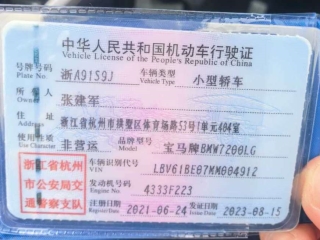 中华人民共和国机动车行驶证
Vehicle License of the People's Republic of China
号牌号码 浙A91S9J 车辆类型 小型轿车
Plate No. Vehicle Type
所有人 张建军
Owner
住址 浙江省杭州市拱墅区体育场路53号1单元404室
Address
使用性质 非营运 品牌型号 宝马牌BMW7200LG
Use Character Model
浙江省杭州市公安局交通警察支队
车辆识别代号 LBV61BE07MM004912
VIN
发动机号码 4333F223
Engine No.
注册日期 2021-06-24 发证日期 2023-08-15
Register Date Issue Date